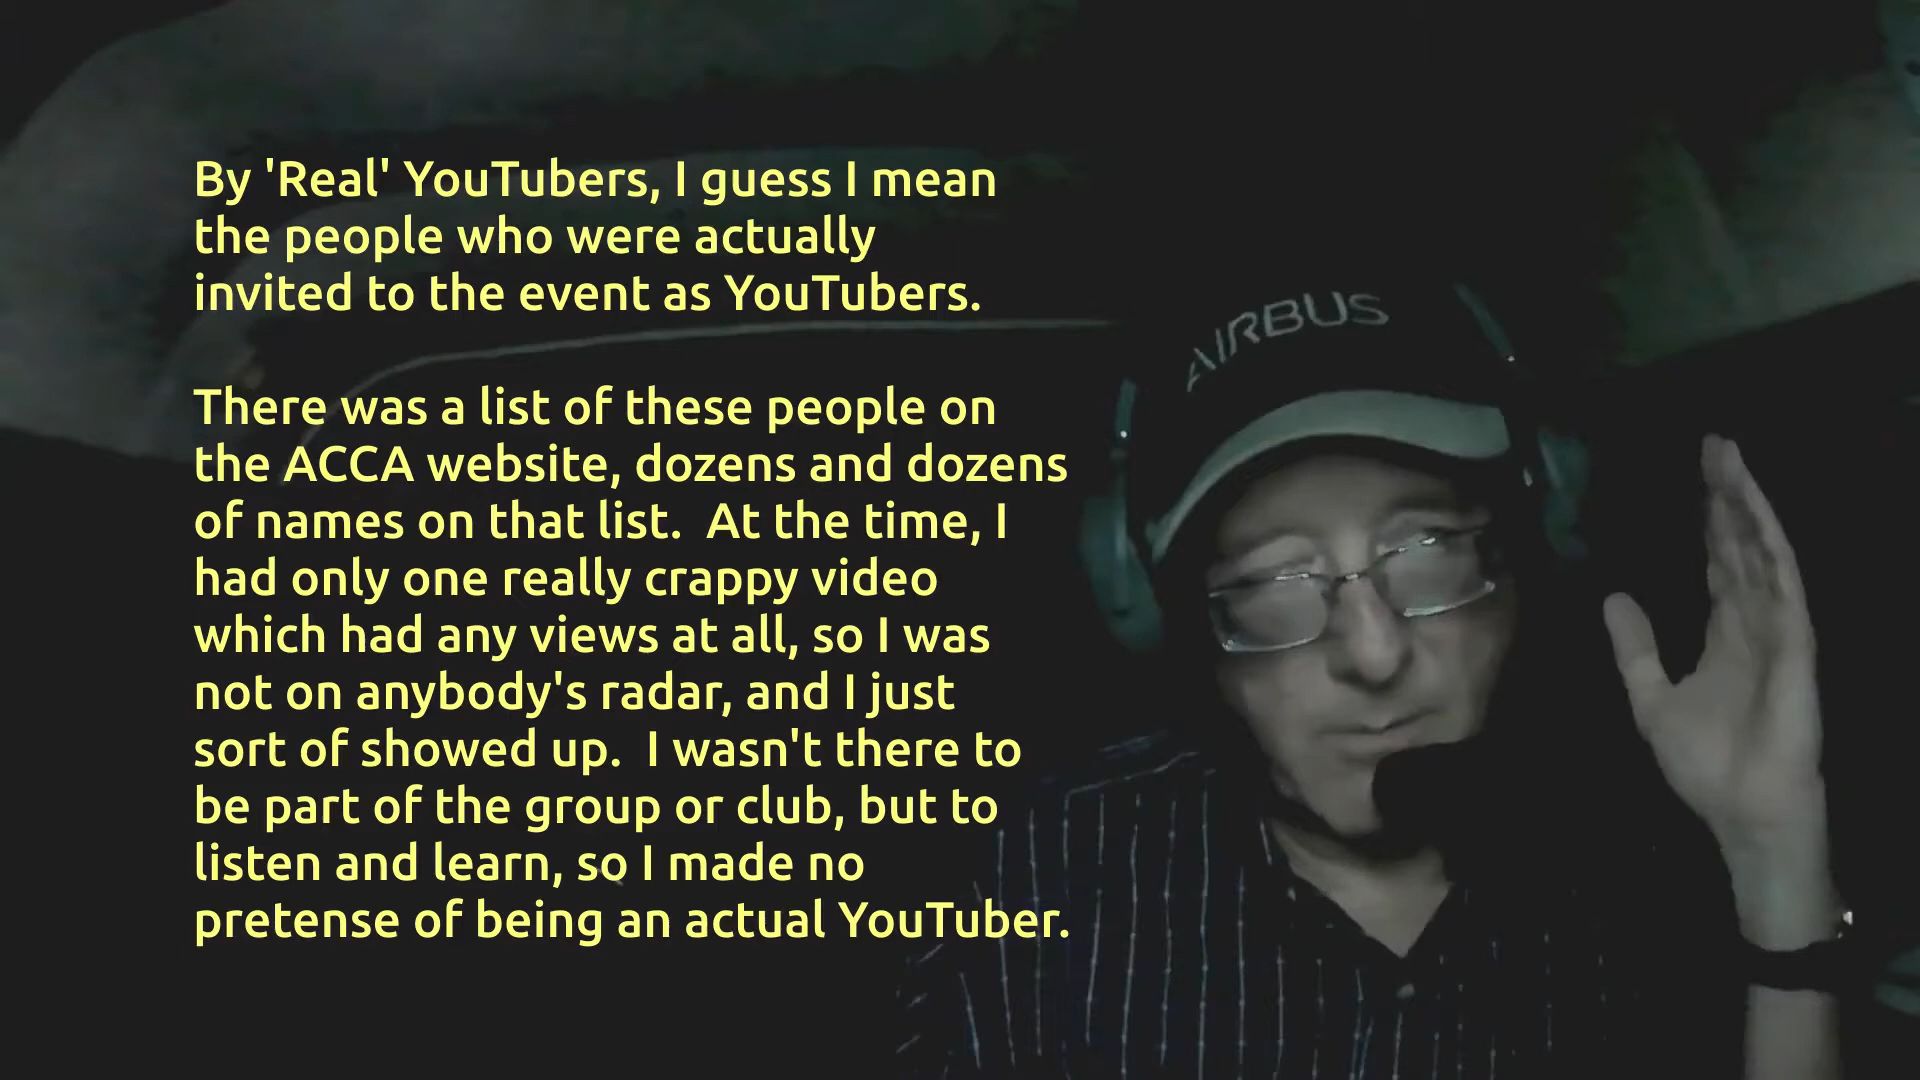 By 'Real' YouTubers, I guess I mean
the people who were actually
invited to the event as YouTubers.
There was a list of these people on
the ACCA website, dozens and dozens
of names on that list.  At the time, I
had only one really crappy video
which had any views at all, so I was
not on anybody's radar, and I just
sort of showed up.  I wasn't there to
be part of the group or club, but to
listen and learn, so I made no
pretense of being an actual YouTuber.
AIRBUS